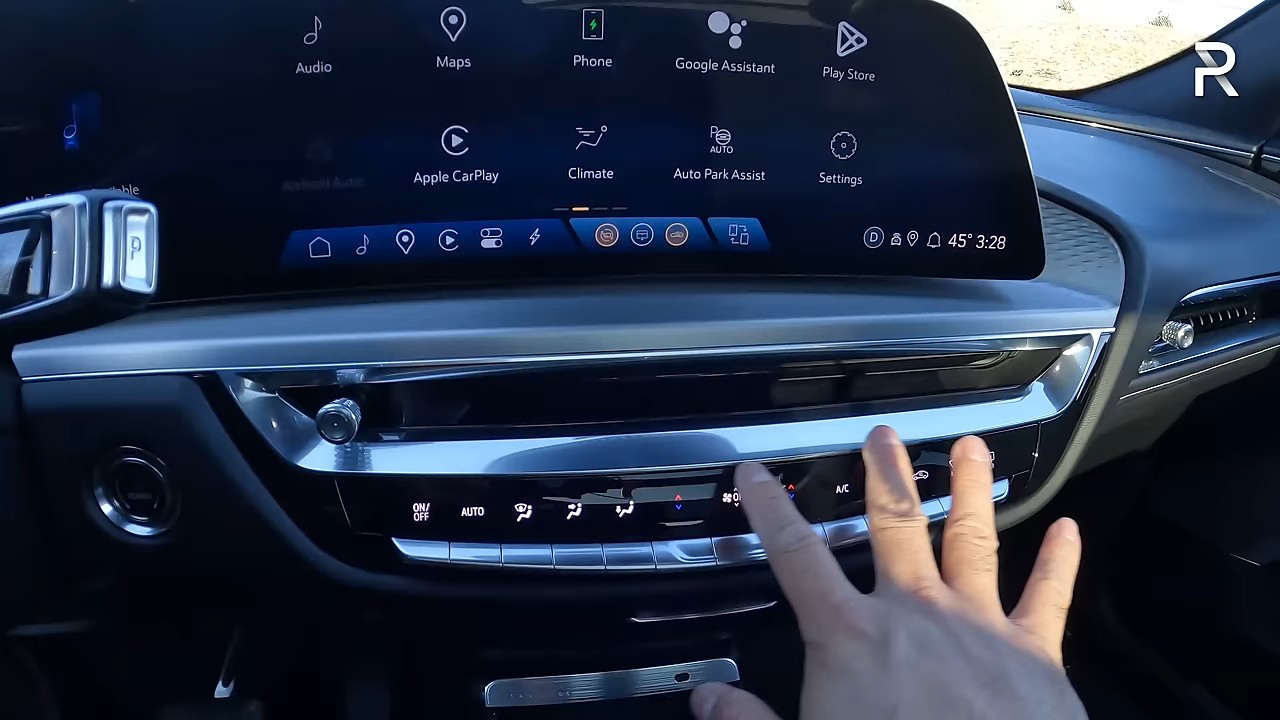 Audio
Maps
Phone
Google Assistant
Play Store
Apple CarPlay
Climate
P
AUTO
Auto Park Assist
Settings
P
D
45° 3:28
ON/
OFF
AUTO
A/C
R